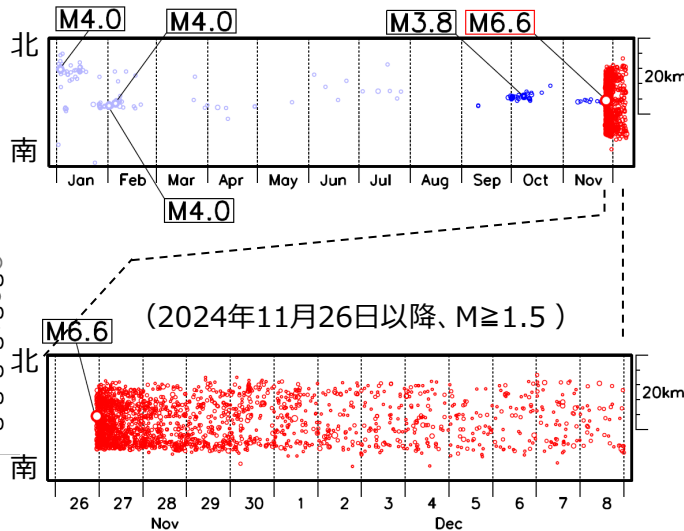 M4.0 M4.0 M3.8 M6.6
北
20km
南
Jan Feb Mar Apr May Jun Jul Aug Sep Oct Nov
M4.0
(2024年11月26日以降、M≧1.5 )
M6.6
北
20km
南
26 27 28 29 30 1 2 3 4 5 6 7 8
Nov Dec